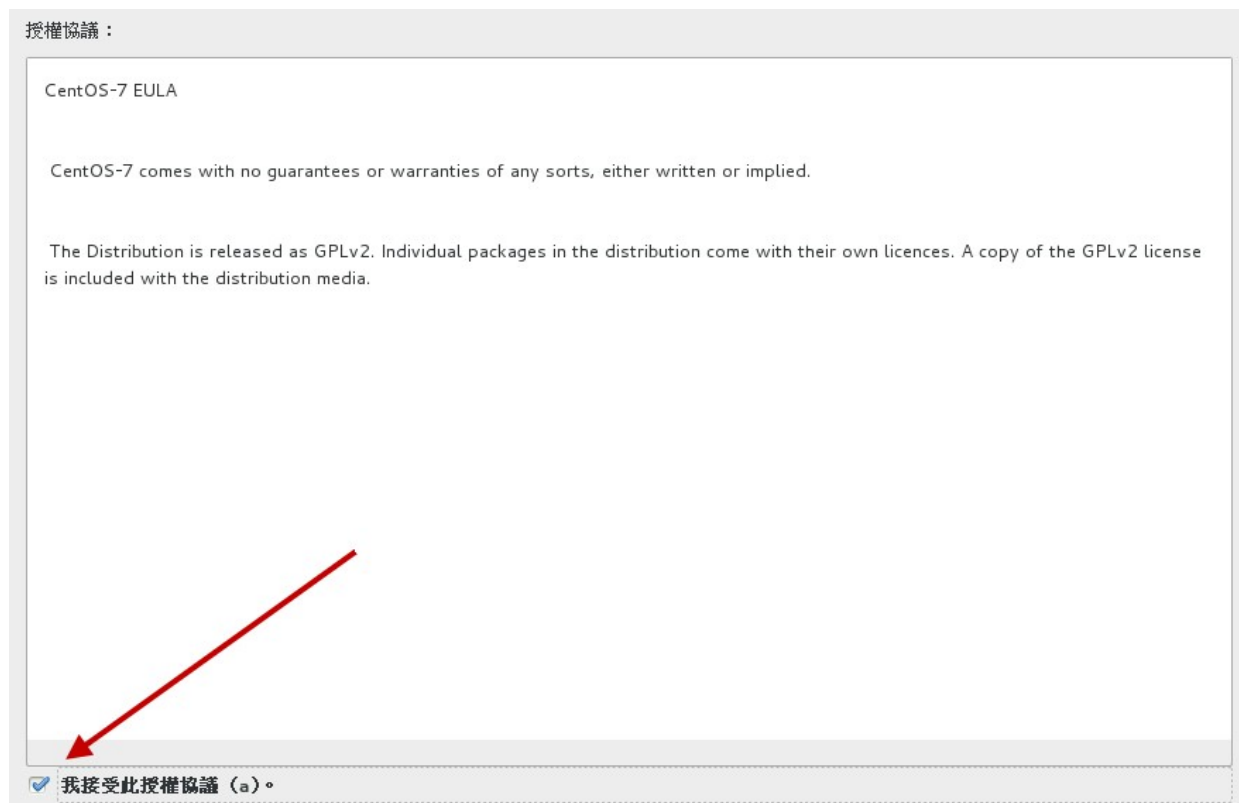 授權協議：
CentOS-7 EULA
CentOS-7 comes with no guarantees or warranties of any sorts, either written or implied.
The Distribution is released as GPLv2. Individual packages in the distribution come with their own licences. A copy of the GPLv2 license
is included with the distribution media.
我接受此授權協議（a）。